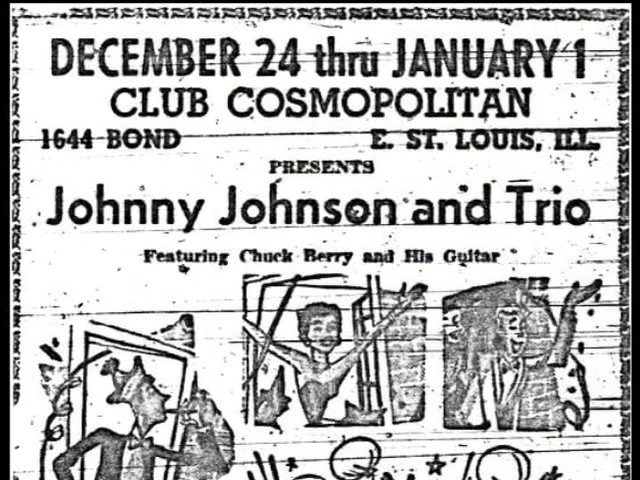 DECEMBER 24 thru JANUARY 1
CLUB COSMOPOLITAN
1644 BOND E. ST. LOUIS, ILL.
PRESENTS
Johnny Johnson and Trio
Featuring Chuck Berry and His Guitar